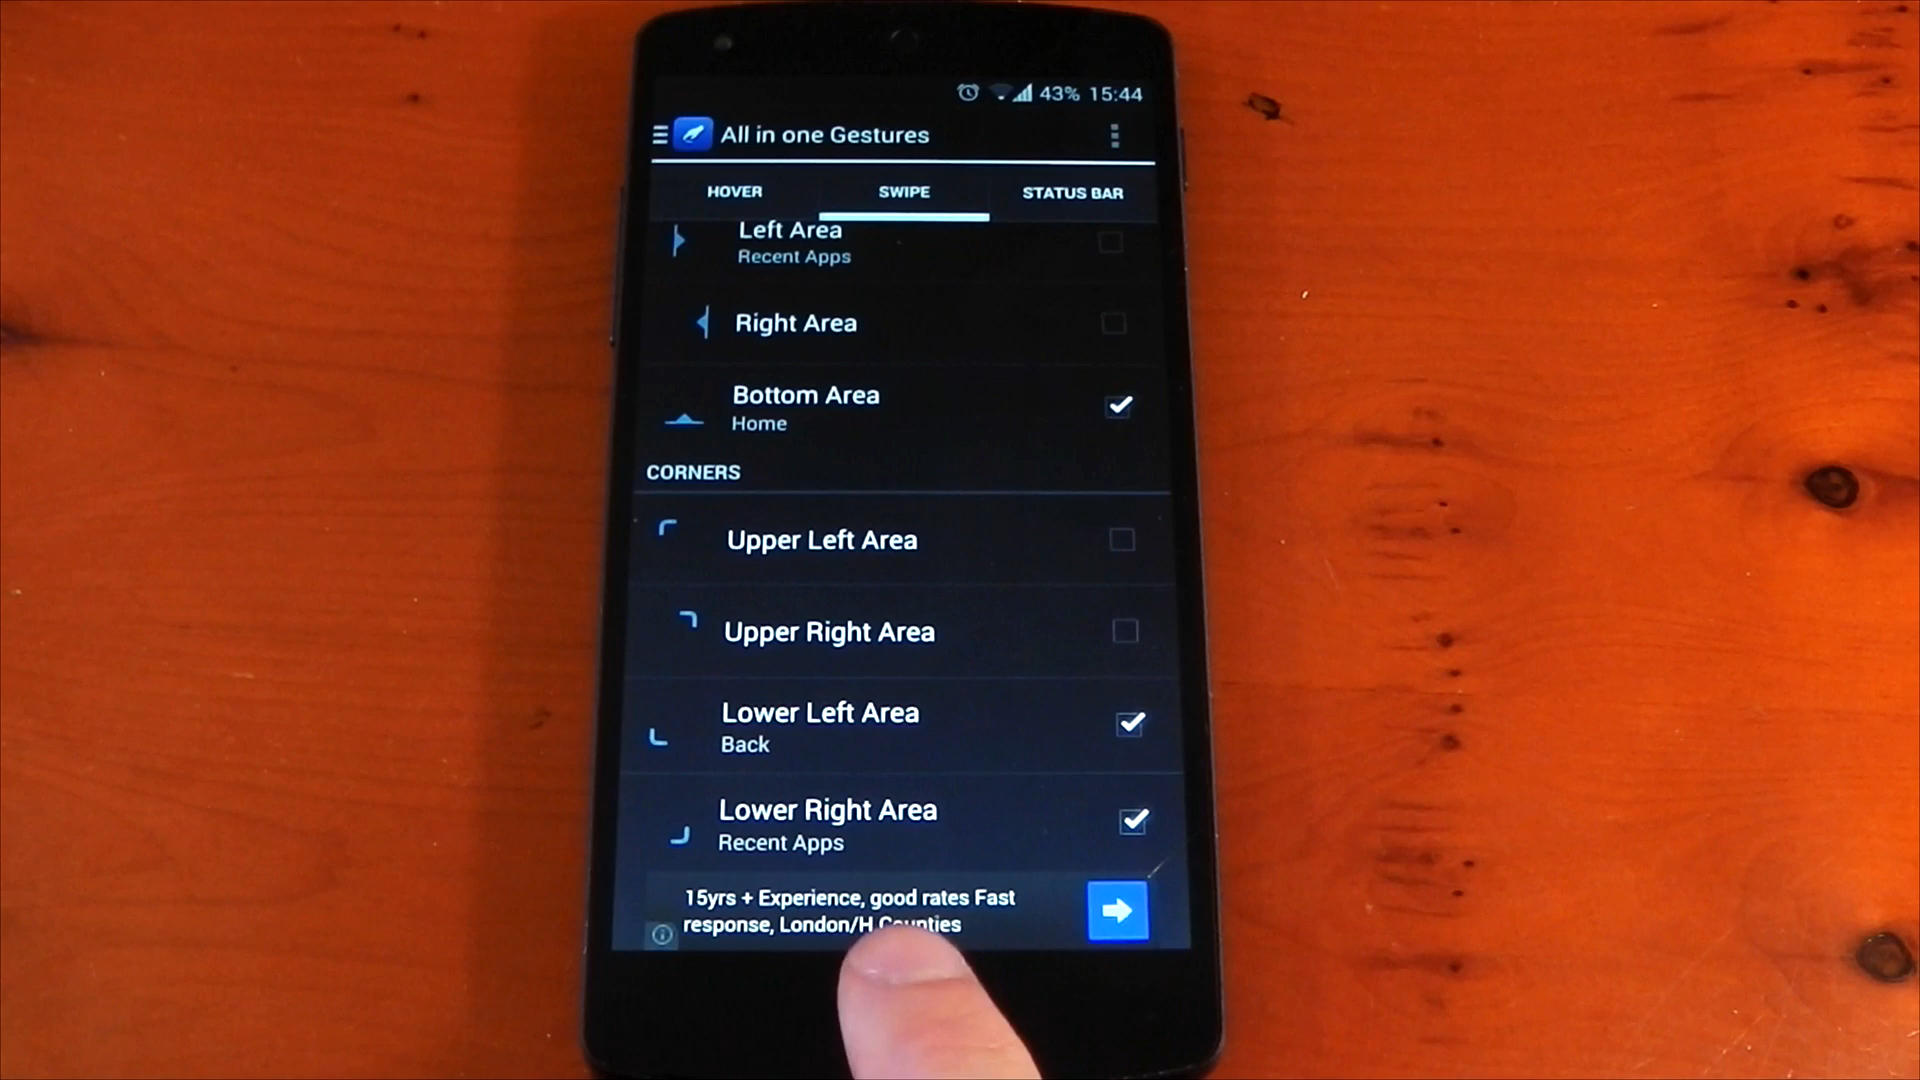 43% 15:44
All in one Gestures
HOVER SWIPE STATUS BAR
Left Area
Recent Apps
Right Area
Bottom Area
Home
CORNERS
Upper Left Area
Upper Right Area
Lower Left Area
Back
Lower Right Area
Recent Apps
15yrs + Experience, good rates Fast
response, London/H Counties